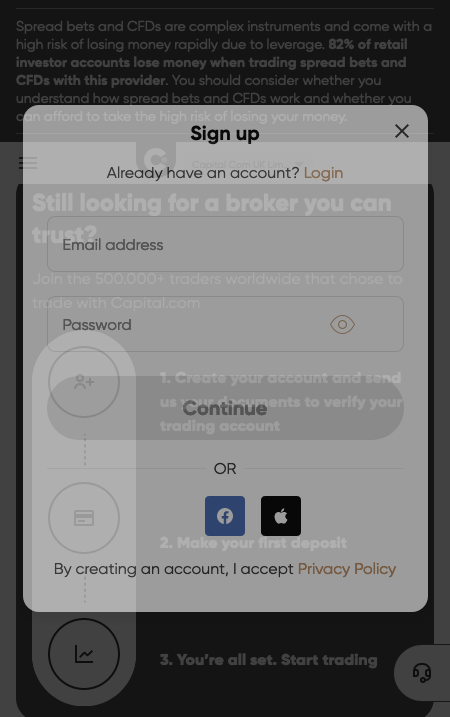 Spread bets and CFDs are complex instruments and come with a
high risk of losing money rapidly due to leverage. 82% of retail
investor accounts lose money when trading spread bets and
CFDs with this provider. You should consider whether you
understand how spread bets and CFDs work and whether you
can afford to take the high risk of losing your money.
Sign up
Already have an account? Login
Still looking for a broker you can
trust?
Email address
Join the 500.000+ traders worldwide that chose to
trade with Capital.com
Password
1. Create your account and send
us your documents to verify your
trading account
Continue
OR
2. Make your first deposit
By creating an account, I accept Privacy Policy
3. You're all set. Start trading